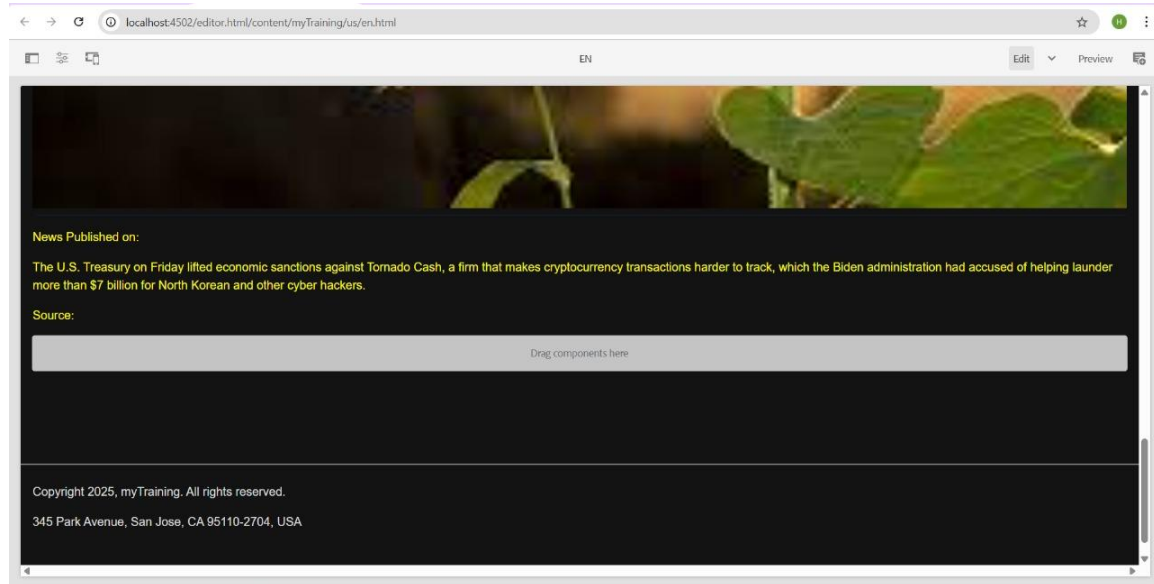 localhost:4502/editor.html/content/myTraining/us/en.html
H
EN
Edit
Preview
News Published on:
The U.S. Treasury on Friday lifted economic sanctions against Tornado Cash, a firm that makes cryptocurrency transactions harder to track, which the Biden administration had accused of helping launder
more than $7 billion for North Korean and other cyber hackers.
Source:
Drag components here
Copyright 2025, myTraining. All rights reserved.
345 Park Avenue, San Jose, CA 95110-2704, USA